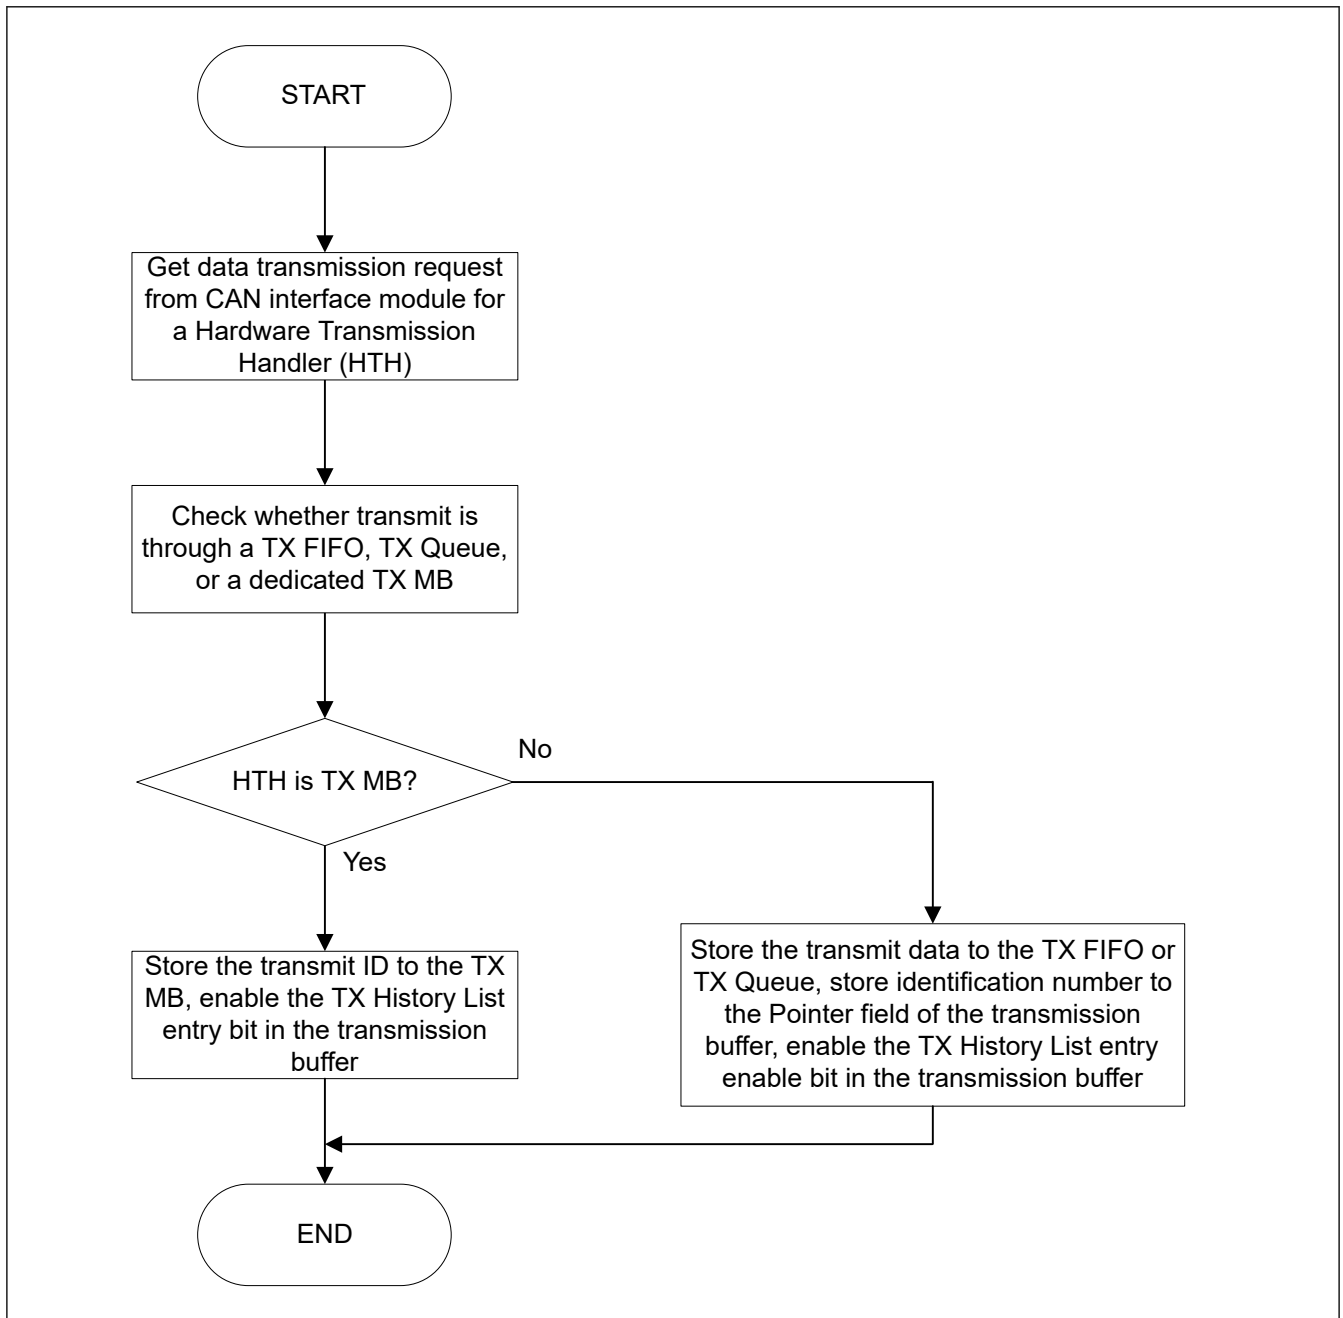 START
Get data transmission request
from CAN interface module for
a Hardware Transmission
Handler (HTH)
Check whether transmit is
through a TX FIFO, TX Queue,
or a dedicated TX MB
HTH is TX MB?
No
Yes
Store the transmit ID to the TX
MB, enable the TX History List
entry bit in the transmission
buffer
Store the transmit data to the TX FIFO or
TX Queue, store identification number to
the Pointer field of the transmission
buffer, enable the TX History List entry
enable bit in the transmission buffer
END